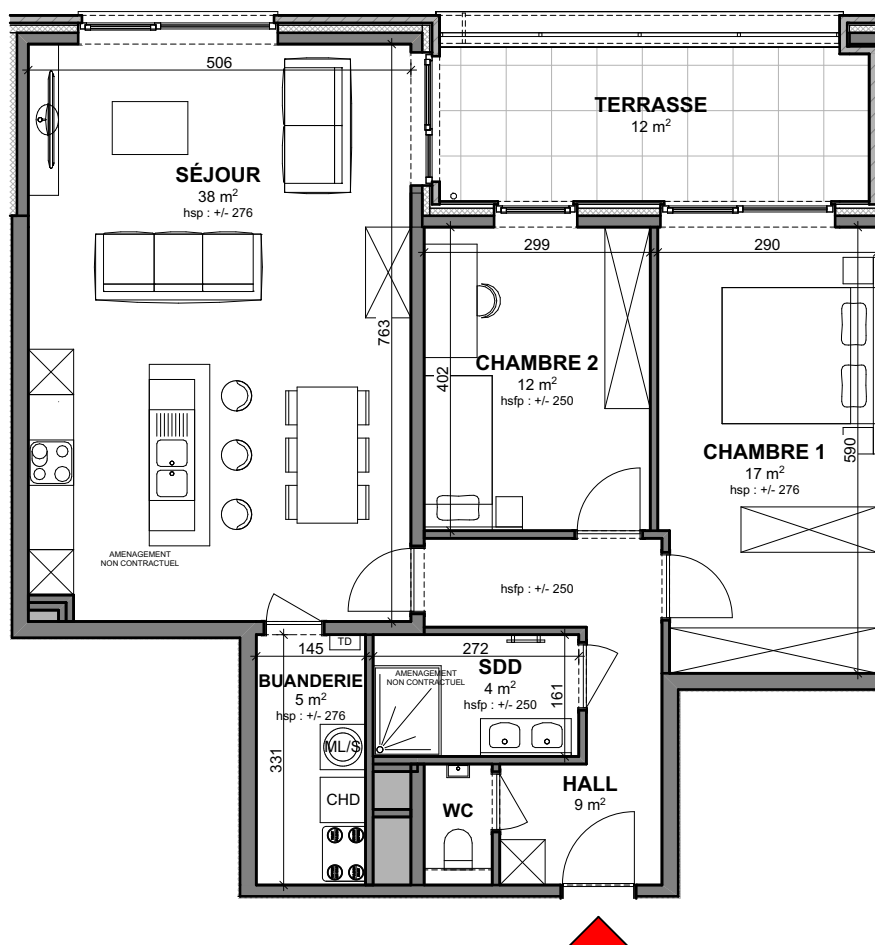 506
TERRASSE
12 m²
SÉJOUR
38 m²
hsp : +/- 276
299
290
763
402
CHAMBRE 2
12 m²
hsfp : +/- 250
CHAMBRE 1
17 m²
hsp : +/- 276
590
AMENAGEMENT
NON CONTRACTUEL
hsfp : +/- 250
TD
145
272
SDD
4 m²
hsfp : +/- 250
161
AMENAGEMENT
NON CONTRACTUEL
BUANDERIE
5 m²
hsp : +/- 276
331
ML/S
CHD
WC
HALL
9 m²